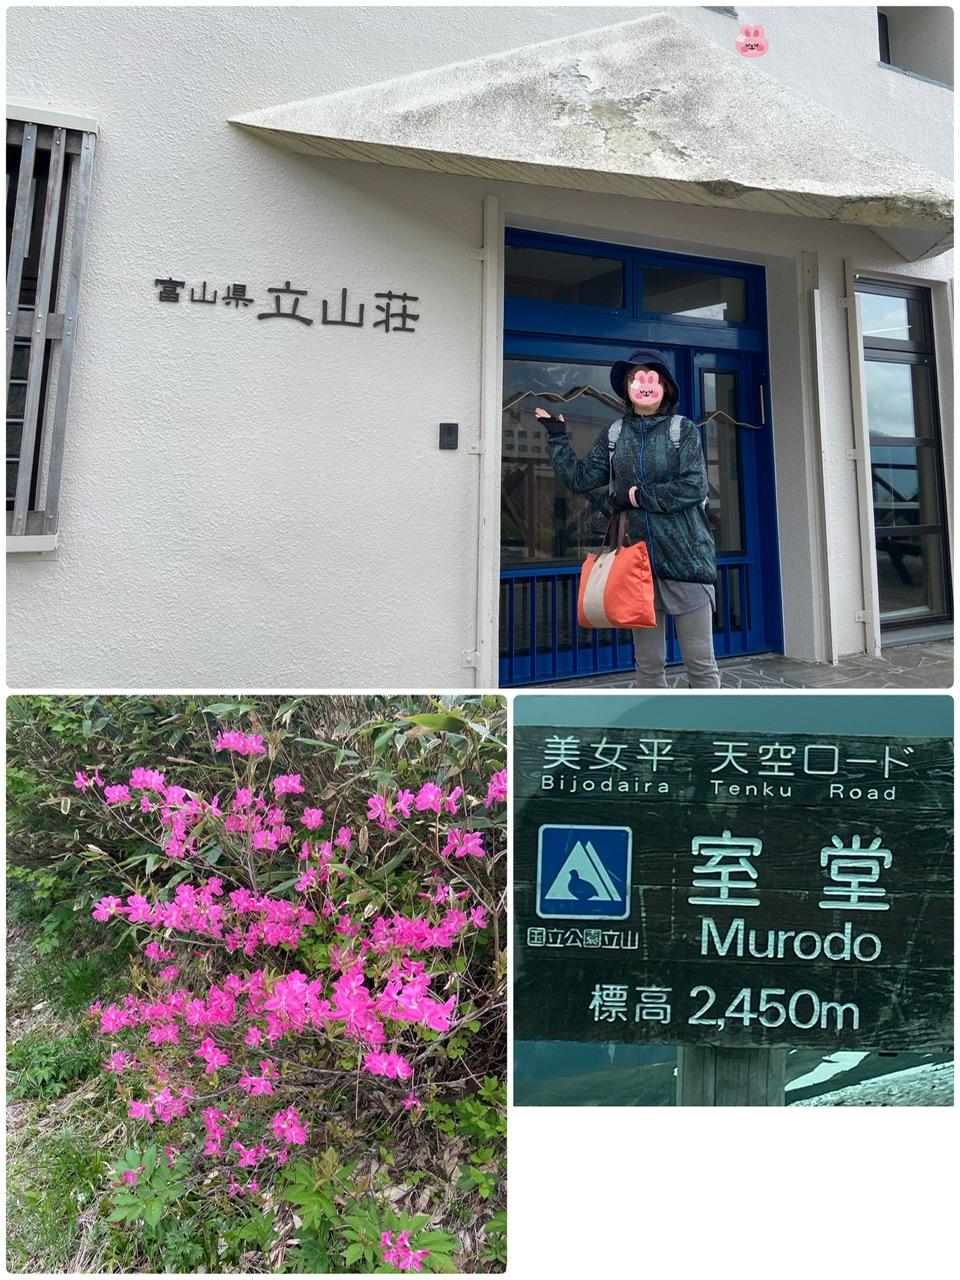 富山県 立山荘
美女平 天空ロード
Bijodaira Tenku Road
室堂
国立公園立山
Murodo
標高 2,450m